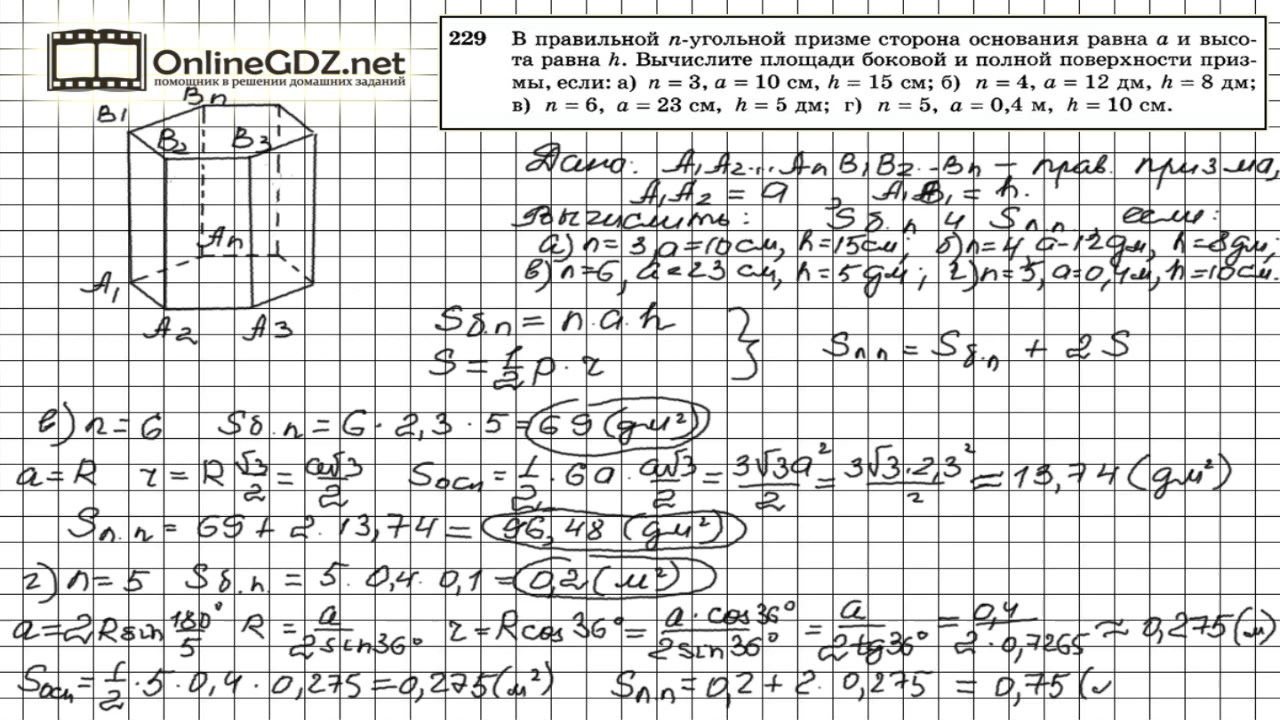 OnlineGDZ.net
помощник в решении домашних заданий
229 В правильной n-угольной призме сторона основания равна a и высо-
та равна h. Вычислите площади боковой и полной поверхности приз-
мы, если: а) n = 3, a = 10 см, h = 15 см; б) n = 4, a = 12 дм, h = 8 дм;
в) n = 6, a = 23 см, h = 5 дм; г) n = 5, a = 0,4 м, h = 10 см.
B1 Bn
B2 B3
An
A1
A2 A3
Дано: A1A2...An B1B2...Bn – прав. призма,
A1A2 = a A1B1 = h.
Вычислить: Sб.п и Sп.п., если:
а) n = 3, a=10см, h=15см; б) n=4, a=12дм, h=8дм;
в) n=6, a=23 см, h=5 дм; г) n=5, a=0,4м, h=10см.
Sб.п = n·a·h
S = 1/2 p·r
Sп.п = Sб.п + 2S
в) n = 6 Sб.п = 6 · 2,3 · 5 = 69 (дм²)
a = R r = R √3/2 = a√3/2 Sосн = 1/2 · 6a · a√3/2 = 3√3a²/2 = 3√3·2,3²/2 = 13,74 (дм²)
Sп.п = 69 + 2·13,74 = 96,48 (дм²)
г) n = 5 Sб.п. = 5·0,4·0,1 = 0,2 (м²)
a = 2R sin 180°/5 R = a/2sin36° r = R cos 36° = a·cos36°/2sin36° = a/2tg36° = 0,4/2·0,7265 ≈ 0,275 (м)
Sосн = 1/2 · 5 · 0,4 · 0,275 = 0,275 (м²) Sп.п = 0,2 + 2·0,275 = 0,75 (